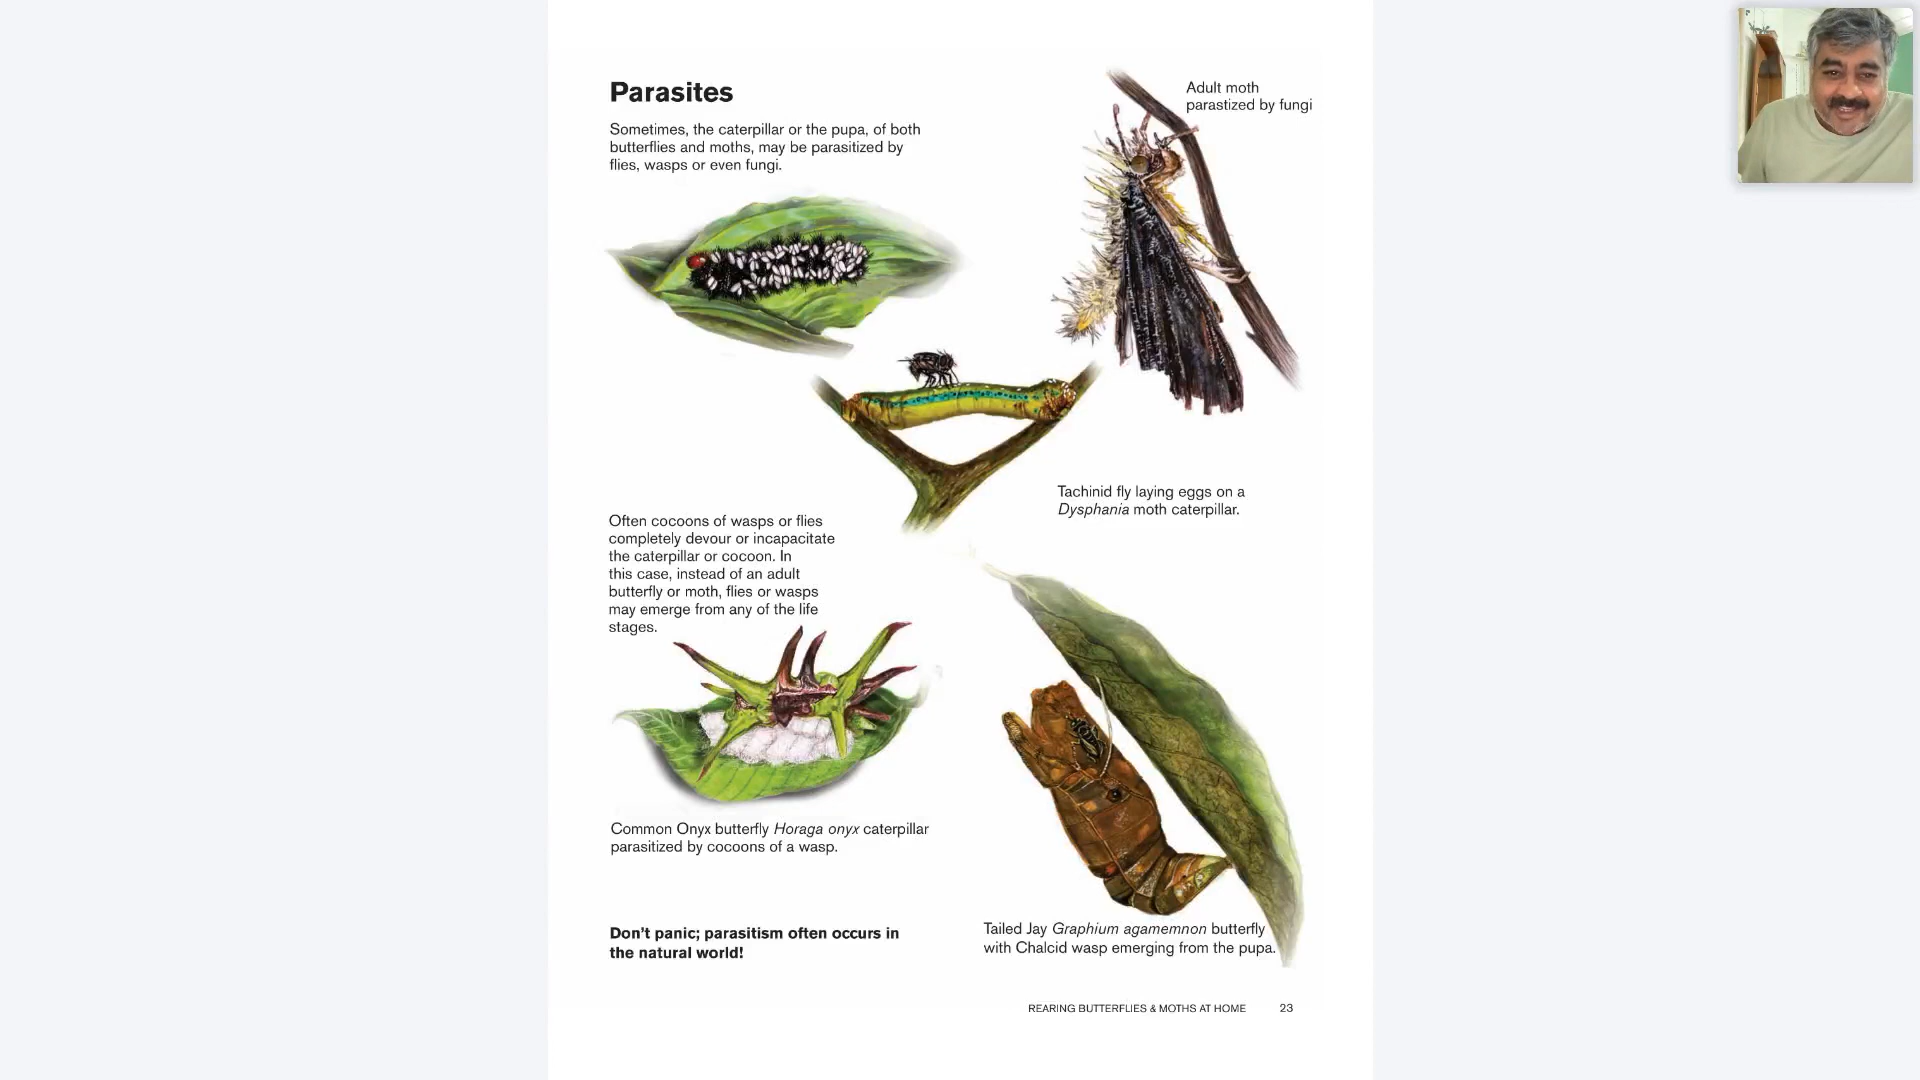 Parasites
Sometimes, the caterpillar or the pupa, of both
butterflies and moths, may be parasitized by
flies, wasps or even fungi.
Adult moth
parastized by fungi
Tachinid fly laying eggs on a
Dysphania moth caterpillar.
Often cocoons of wasps or flies
completely devour or incapacitate
the caterpillar or cocoon. In
this case, instead of an adult
butterfly or moth, flies or wasps
may emerge from any of the life
stages.
Common Onyx butterfly Horaga onyx caterpillar
parasitized by cocoons of a wasp.
Don't panic; parasitism often occurs in
the natural world!
Tailed Jay Graphium agamemnon butterfly
with Chalcid wasp emerging from the pupa.
REARING BUTTERFLIES & MOTHS AT HOME 23